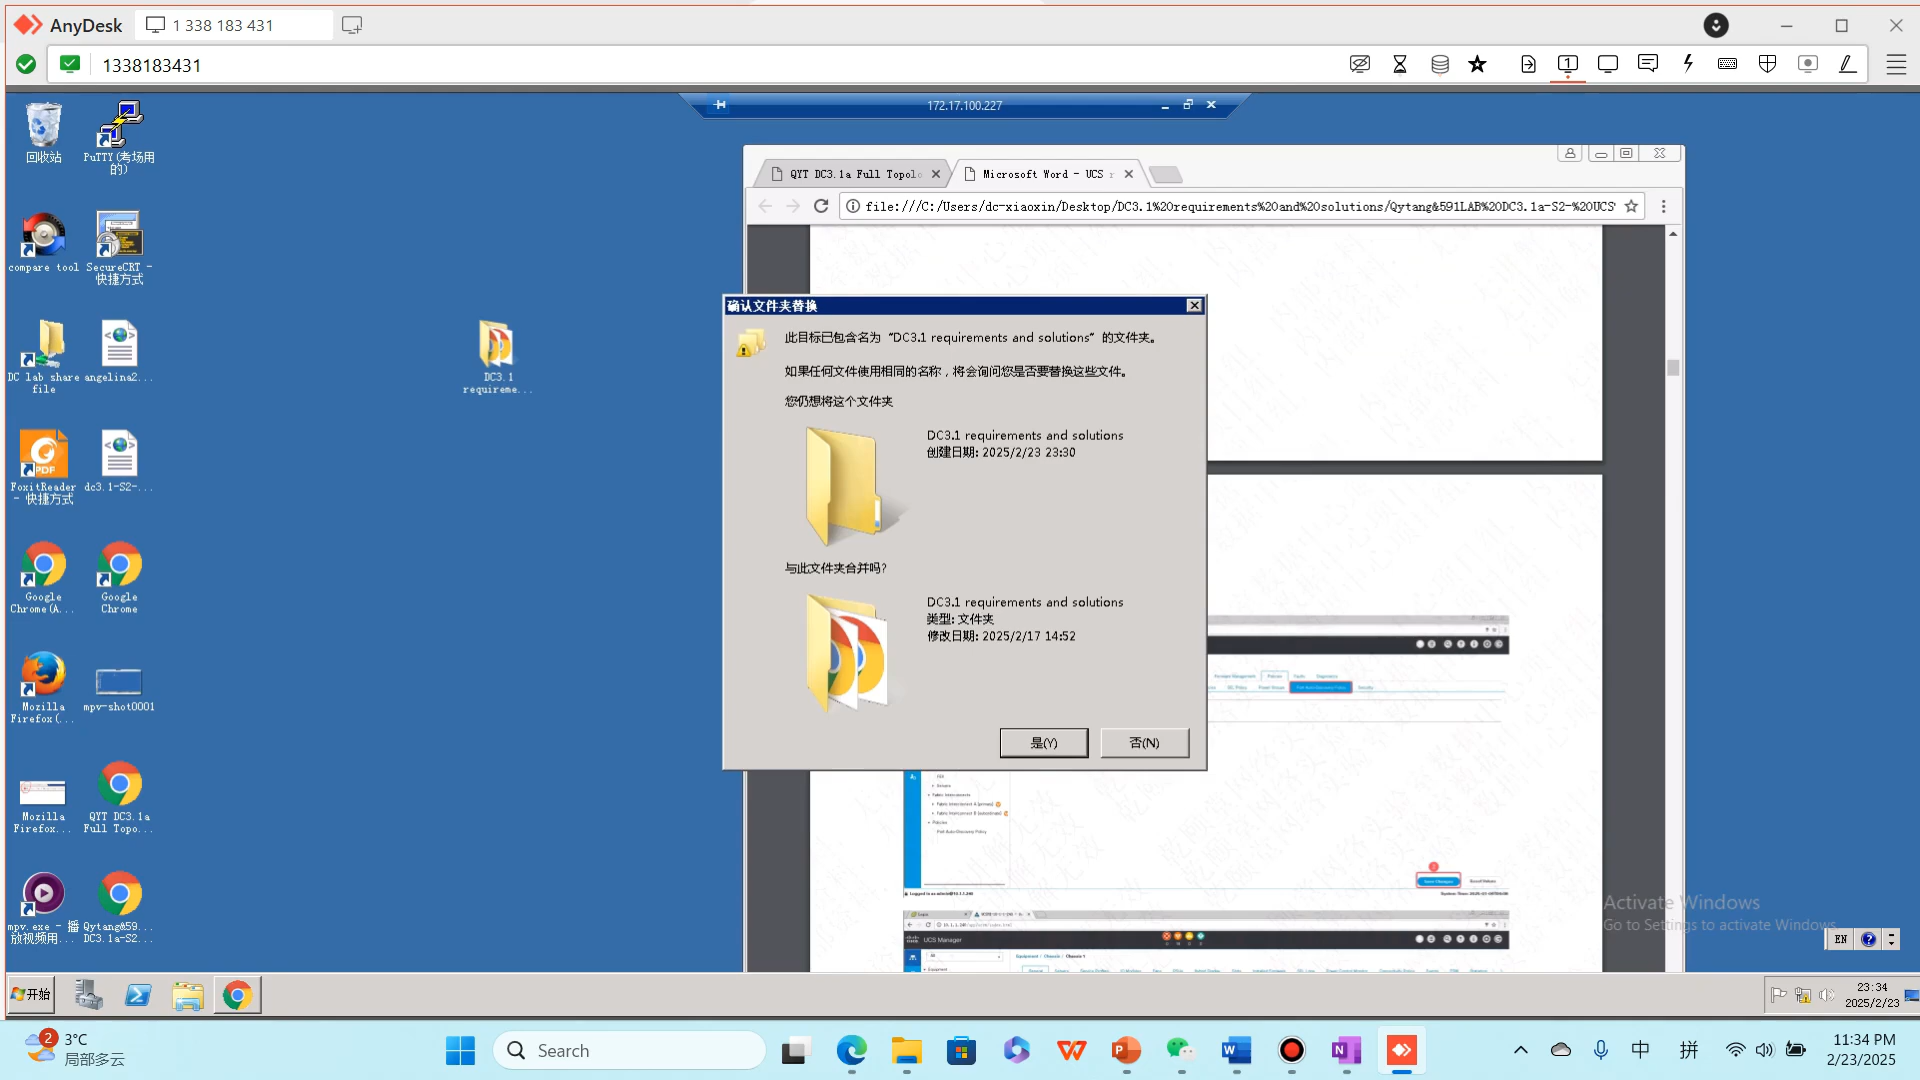 AnyDesk
1 338 183 431
1338183431
1
172.17.100.227
回收站
PuTTY(考场用的)
compare tool
SecureCRT - 快捷方式
DC lab share file
angelina2...
FoxitReader - 快捷方式
dc3.1-S2-...
Google Chrome(A...
Google Chrome
Mozilla Firefox(...
mpv-shot0001
Mozilla Firefox...
QYT DC3.1a Full Topo...
mpv.exe - 播放视频用...
Qytang&59... DC3.1a-S2...
DC3.1 requireme...
QYT DC3.1a Full Topolo
Microsoft Word - UCS r
file:///C:/Users/dc-xiaoxin/Desktop/DC3.1%20requirements%20and%20solutions/Qytang&591LAB%20DC3.1a-S2-%20UCS
确认文件夹替换
此目标已包含名为“DC3.1 requirements and solutions”的文件夹。
如果任何文件使用相同的名称，将会询问您是否要替换这些文件。
您仍想将这个文件夹
DC3.1 requirements and solutions
创建日期: 2025/2/23 23:30
与此文件夹合并吗?
DC3.1 requirements and solutions
类型: 文件夹
修改日期: 2025/2/17 14:52
是(Y)
否(N)
UCS Manager
Activate Windows
Go to Settings to activate Windows.
EN
开始
23:34
2025/2/23
2
3°C
局部多云
Search
中
拼
11:34 PM
2/23/2025